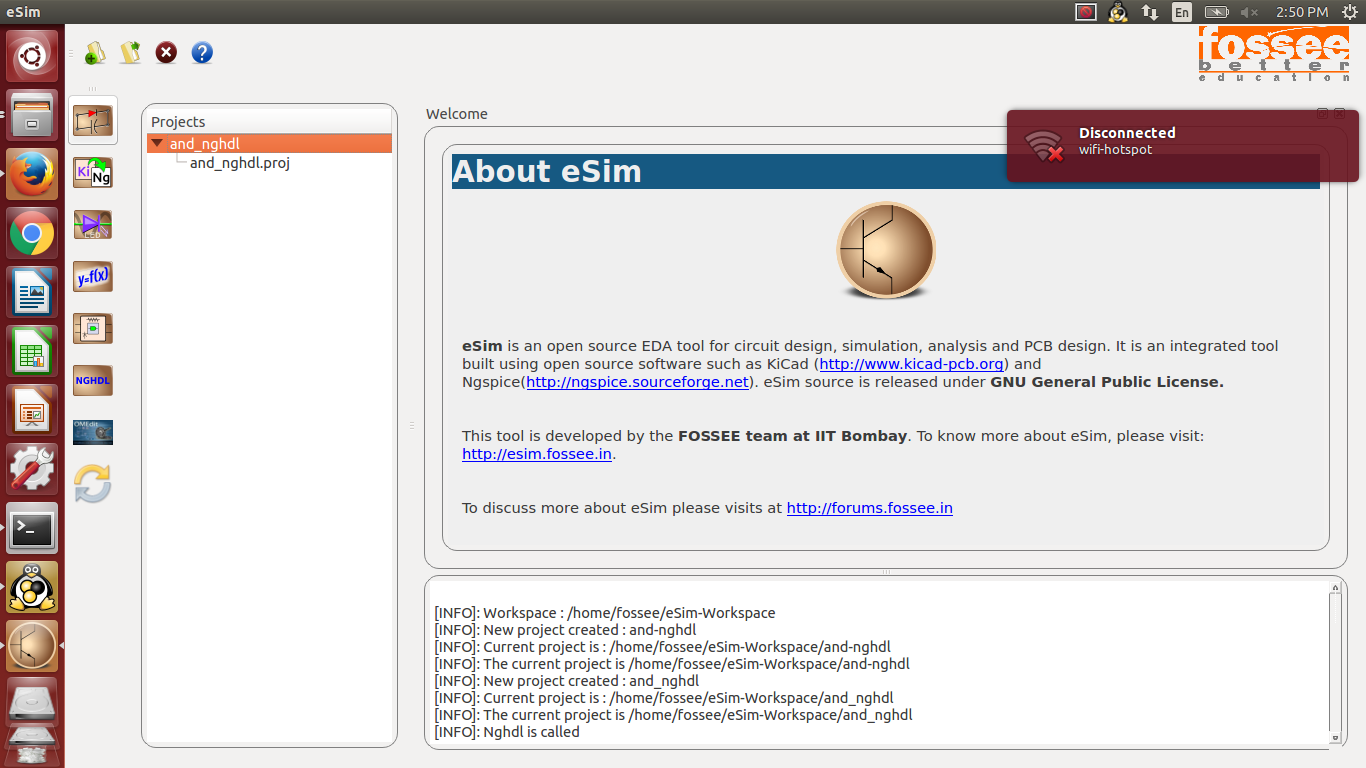 eSim
En
2:50 PM
fossee
better
education
Projects
and_nghdl
and_nghdl.proj
Ki
Ng
y=f(x)
NGHDL
OMEdit
Welcome
Disconnected
wifi-hotspot
About eSim
eSim is an open source EDA tool for circuit design, simulation, analysis and PCB design. It is an integrated tool
built using open source software such as KiCad (http://www.kicad-pcb.org) and
Ngspice(http://ngspice.sourceforge.net). eSim source is released under GNU General Public License.
This tool is developed by the FOSSEE team at IIT Bombay. To know more about eSim, please visit:
http://esim.fossee.in.
To discuss more about eSim please visits at http://forums.fossee.in
[INFO]: Workspace : /home/fossee/eSim-Workspace
[INFO]: New project created : and-nghdl
[INFO]: Current project is : /home/fossee/eSim-Workspace/and-nghdl
[INFO]: The current project is /home/fossee/eSim-Workspace/and-nghdl
[INFO]: New project created : and_nghdl
[INFO]: Current project is : /home/fossee/eSim-Workspace/and_nghdl
[INFO]: The current project is /home/fossee/eSim-Workspace/and_nghdl
[INFO]: Nghdl is called